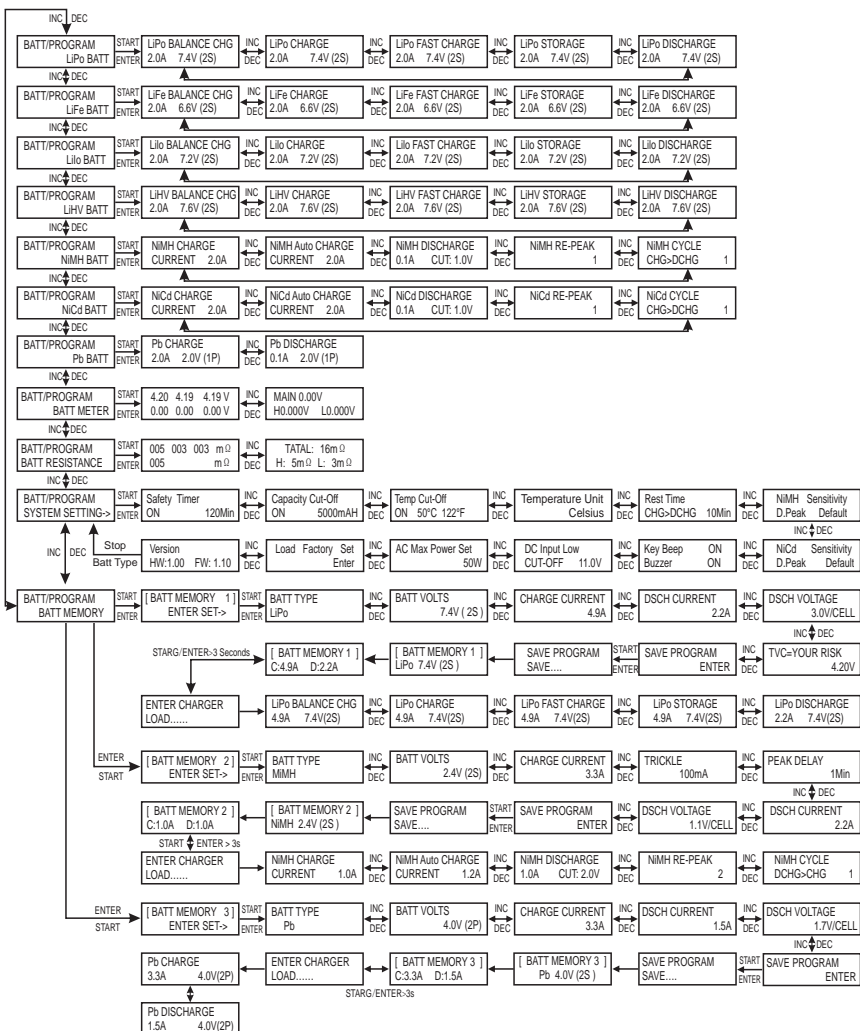 INC DEC
BATT/PROGRAM
LiPo BATT
START
ENTER
LiPo BALANCE CHG
2.0A 7.4V (2S)
INC
DEC
LiPo CHARGE
2.0A 7.4V (2S)
INC
DEC
LiPo FAST CHARGE
2.0A 7.4V (2S)
INC
DEC
LiPo STORAGE
2.0A 7.4V (2S)
INC
DEC
LiPo DISCHARGE
2.0A 7.4V (2S)
INC DEC
BATT/PROGRAM
LiFe BATT
START
ENTER
LiFe BALANCE CHG
2.0A 6.6V (2S)
INC
DEC
LiFe CHARGE
2.0A 6.6V (2S)
INC
DEC
LiFe FAST CHARGE
2.0A 6.6V (2S)
INC
DEC
LiFe STORAGE
2.0A 6.6V (2S)
INC
DEC
LiFe DISCHARGE
2.0A 6.6V (2S)
INC DEC
BATT/PROGRAM
Lilo BATT
START
ENTER
Lilo BALANCE CHG
2.0A 7.2V (2S)
INC
DEC
Lilo CHARGE
2.0A 7.2V (2S)
INC
DEC
Lilo FAST CHARGE
2.0A 7.2V (2S)
INC
DEC
Lilo STORAGE
2.0A 7.2V (2S)
INC
DEC
Lilo DISCHARGE
2.0A 7.2V (2S)
INC DEC
BATT/PROGRAM
LiHV BATT
START
ENTER
LiHV BALANCE CHG
2.0A 7.6V (2S)
INC
DEC
LiHV CHARGE
2.0A 7.6V (2S)
INC
DEC
LiHV FAST CHARGE
2.0A 7.6V (2S)
INC
DEC
LiHV STORAGE
2.0A 7.6V (2S)
INC
DEC
LiHV DISCHARGE
2.0A 7.6V (2S)
INC DEC
BATT/PROGRAM
NiMH BATT
START
ENTER
NiMH CHARGE
CURRENT 2.0A
INC
DEC
NiMH Auto CHARGE
CURRENT 2.0A
INC
DEC
NiMH DISCHARGE
0.1A CUT: 1.0V
INC
DEC
NiMH RE-PEAK
1
INC
DEC
NiMH CYCLE
CHG>DCHG 1
INC DEC
BATT/PROGRAM
NiCd BATT
START
ENTER
NiCd CHARGE
CURRENT 2.0A
INC
DEC
NiCd Auto CHARGE
CURRENT 2.0A
INC
DEC
NiCd DISCHARGE
0.1A CUT: 1.0V
INC
DEC
NiCd RE-PEAK
1
INC
DEC
NiCd CYCLE
CHG>DCHG 1
INC DEC
BATT/PROGRAM
Pb BATT
START
ENTER
Pb CHARGE
2.0A 2.0V (1P)
INC
DEC
Pb DISCHARGE
0.1A 2.0V (1P)
INC DEC
BATT/PROGRAM
BATT METER
START
ENTER
4.20 4.19 4.19 V
0.00 0.00 0.00 V
INC
DEC
MAIN 0.00V
H0.000V L0.000V
INC DEC
BATT/PROGRAM
BATT RESISTANCE
START
ENTER
005 003 003 mΩ
005 mΩ
INC
DEC
TATAL: 16mΩ
H: 5mΩ L: 3mΩ
INC DEC
BATT/PROGRAM
SYSTEM SETTING->
START
ENTER
Safety Timer
ON 120Min
INC
DEC
Capacity Cut-Off
ON 5000mAH
INC
DEC
Temp Cut-Off
ON 50°C 122°F
INC
DEC
Temperature Unit
Celsius
INC
DEC
Rest Time
CHG>DCHG 10Min
INC
DEC
NiMH Sensitivity
D.Peak Default
INC DEC
INC DEC
Stop
Batt Type
Version
HW:1.00 FW: 1.10
INC
DEC
Load Factory Set
Enter
INC
DEC
AC Max Power Set
50W
INC
DEC
DC Input Low
CUT-OFF 11.0V
INC
DEC
Key Beep ON
Buzzer ON
INC
DEC
NiCd Sensitivity
D.Peak Default
BATT/PROGRAM
BATT MEMORY
START
ENTER
[ BATT MEMORY 1 ]
ENTER SET->
START
ENTER
BATT TYPE
LiPo
INC
DEC
BATT VOLTS
7.4V ( 2S )
INC
DEC
CHARGE CURRENT
4.9A
INC
DEC
DSCH CURRENT
2.2A
INC
DEC
DSCH VOLTAGE
3.0V/CELL
INC DEC
STARG/ENTER>3 Seconds
[ BATT MEMORY 1 ]
C:4.9A D:2.2A
[ BATT MEMORY 1 ]
LiPo 7.4V (2S )
SAVE PROGRAM
SAVE....
START
ENTER
SAVE PROGRAM
ENTER
INC
DEC
TVC=YOUR RISK
4.20V
ENTER CHARGER
LOAD......
LiPo BALANCE CHG
4.9A 7.4V(2S)
INC
DEC
LiPo CHARGE
4.9A 7.4V(2S)
INC
DEC
LiPo FAST CHARGE
4.9A 7.4V(2S)
INC
DEC
LiPo STORAGE
4.9A 7.4V(2S)
INC
DEC
LiPo DISCHARGE
2.2A 7.4V(2S)
ENTER
START
[ BATT MEMORY 2 ]
ENTER SET->
START
ENTER
BATT TYPE
MiMH
INC
DEC
BATT VOLTS
2.4V (2S)
INC
DEC
CHARGE CURRENT
3.3A
INC
DEC
TRICKLE
100mA
INC
DEC
PEAK DELAY
1Min
INC DEC
[ BATT MEMORY 2 ]
C:1.0A D:1.0A
[ BATT MEMORY 2 ]
NiMH 2.4V (2S )
SAVE PROGRAM
SAVE....
START
ENTER
SAVE PROGRAM
ENTER
INC
DEC
DSCH VOLTAGE
1.1V/CELL
INC
DEC
DSCH CURRENT
2.2A
START ENTER > 3s
ENTER CHARGER
LOAD......
NiMH CHARGE
CURRENT 1.0A
INC
DEC
NiMH Auto CHARGE
CURRENT 1.2A
INC
DEC
NiMH DISCHARGE
1.0A CUT: 2.0V
INC
DEC
NiMH RE-PEAK
2
INC
DEC
NiMH CYCLE
DCHG>CHG 1
ENTER
START
[ BATT MEMORY 3 ]
ENTER SET->
START
ENTER
BATT TYPE
Pb
INC
DEC
BATT VOLTS
4.0V (2P)
INC
DEC
CHARGE CURRENT
3.3A
INC
DEC
DSCH CURRENT
1.5A
INC
DEC
DSCH VOLTAGE
1.7V/CELL
INC DEC
Pb CHARGE
3.3A 4.0V(2P)
ENTER CHARGER
LOAD......
[ BATT MEMORY 3 ]
C:3.3A D:1.5A
[ BATT MEMORY 3 ]
Pb 4.0V (2S )
SAVE PROGRAM
SAVE....
START
ENTER
SAVE PROGRAM
ENTER
STARG/ENTER>3s
Pb DISCHARGE
1.5A 4.0V(2P)